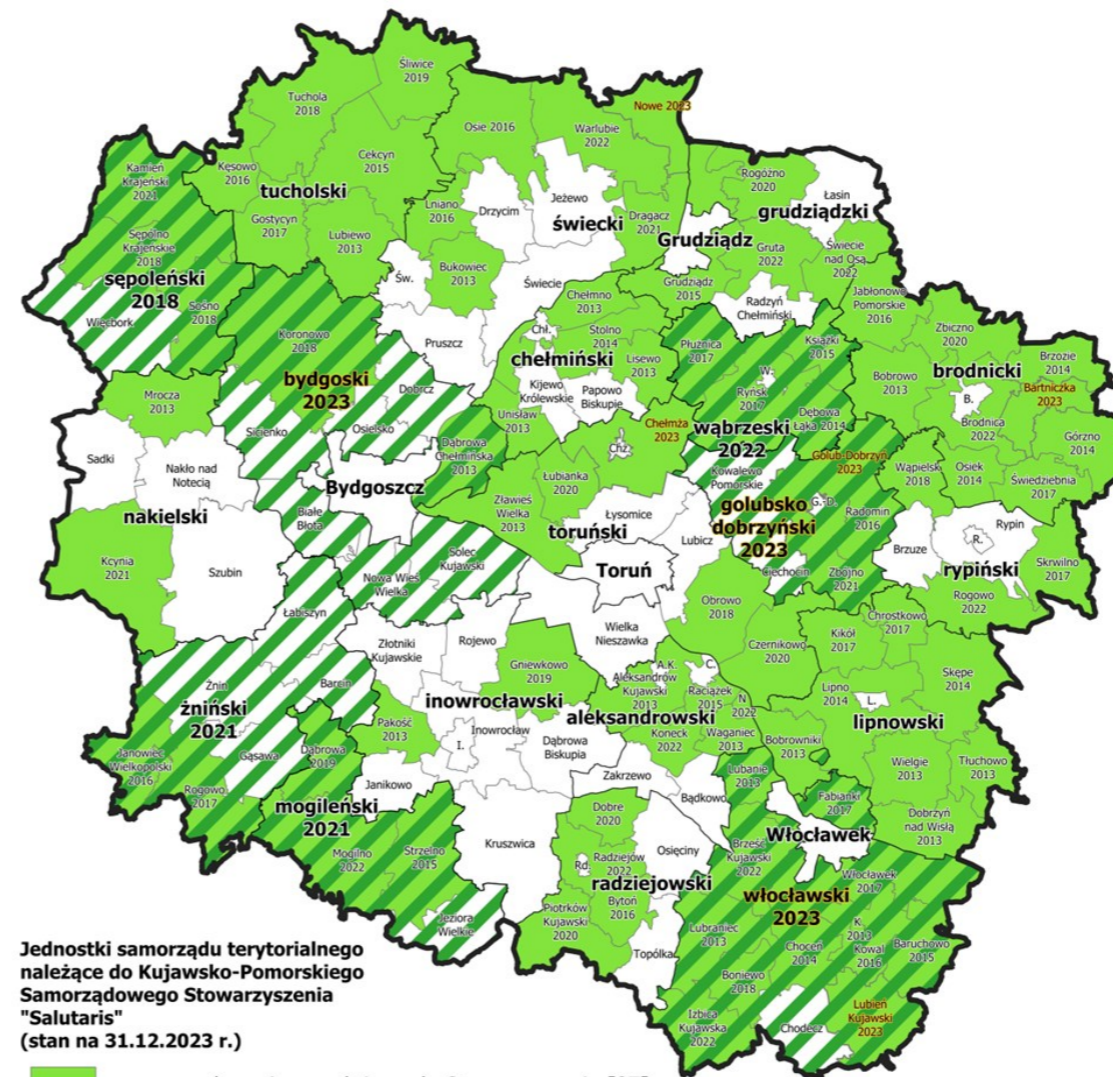 Śliwice
2019
Tuchola
2018
Nowe 2023
Osie 2016
Warlubie
2022
Cekcyn
2015
Kęsowo
2016
Kamień
Krajeński
2021
tucholski
Rogóźno
2020
Łasin
Lniano
2016
Drzycim
Jeżewo
świecki
Dragacz
2021
grudziądzki
Grudziądz
Gostycyn
2017
Lubiewo
2013
Sępólno
Krajeńskie
2018
sępoleński
2018
Bukowiec
2013
Św.
Gruta
2022
Świecie
nad Osą
2022
Świecie
Grudziądz
2015
Radzyń
Chełmiński
Jabłonowo
Pomorskie
2016
Więcbork
Sośno
2018
Koronowo
2018
Pruszcz
Chełmno
2013
Chł.
Stolno
2014
chełmiński
Lisewo
2013
Płużnica
2017
Książki
2015
Zbiczno
2020
Brzozie
2014
brodnicki
Bobrowo
2013
Bartniczka
2023
B.
Mrocza
2013
bydgoski
2023
Dobrcz
Kijewo
Królewskie
Papowo
Biskupie
W.
Ryńsk
2017
Dębowa
Łąka 2014
Brodnica
2022
Górzno
2014
Sicienko
Osielsko
Unisław
2013
Chełmża
2023
Chż.
wąbrzeski
2022
Golub-Dobrzyń
2023
Dąbrowa
Chełmińska
2013
Sadki
Nakło nad
Notecią
Bydgoszcz
Łubianka
2020
Kowalewo
Pomorskie
Wąpielsk
2018
Osiek
2014
Świedziebnia
2017
nakielski
Białe
Błota
Zławieś
Wielka
2013
Łysomice
toruński
Lubicz
golubsko
dobrzyński
2023
G.-D.
Radomin
2016
Rypin
R.
Brzuze
rypiński
Kcynia
2021
Szubin
Solec
Kujawski
Nowa Wieś
Wielka
Toruń
Ciechocin
Zbójno
2021
Skrwilno
2017
Rogowo
2022
Obrowo
2018
Łabiszyn
Wielka
Nieszawka
Chrostkowo
2017
Kikół
2017
Czernikowo
2020
Złotniki
Kujawskie
Rojewo
Gniewkowo
2019
A.K.
Aleksandrów
Kujawski
2013
C.
Raciążek
2015
N
2022
Skępe
2014
Lipno
2014
L.
Żnin
Barcin
inowrocławski
aleksandrowski
żniński
2021
Pakość
2013
Inowrocław
I.
Koneck
2022
Waganiec
2013
lipnowski
Bobrowniki
2013
Gąsawa
Dąbrowa
2019
Dąbrowa
Biskupia
Janowiec
Wielkopolski
2016
Rogowo
2017
Janikowo
Zakrzewo
Bądkowo
Lubanie
2013
Wielgie
2013
Tłuchowo
2013
Fabianki
2017
mogileński
2021
Dobre
2020
Dobrzyń
nad Wisłą
2013
Kruszwica
Osięciny
Brześć
Kujawski
2022
Włocławek
Mogilno
2022
Strzelno
2015
Rd.
Radziejów
2022
radziejowski
Włocławek
2017
włocławski
2023
Bytoń
2016
Piotrków
Kujawski
2020
Jeziora
Wielkie
Lubraniec
2013
K.
2013
Kowal
2016
Baruchowo
2015
Choceń
2014
Topólka
Boniewo
2018
Izbica
Kujawska
2022
Chodecz
Lubień
Kujawski
2023
Jednostki samorządu terytorialnego
należące do Kujawsko-Pomorskiego
Samorządowego Stowarzyszenia
"Salutaris"
(stan na 31.12.2023 r.)